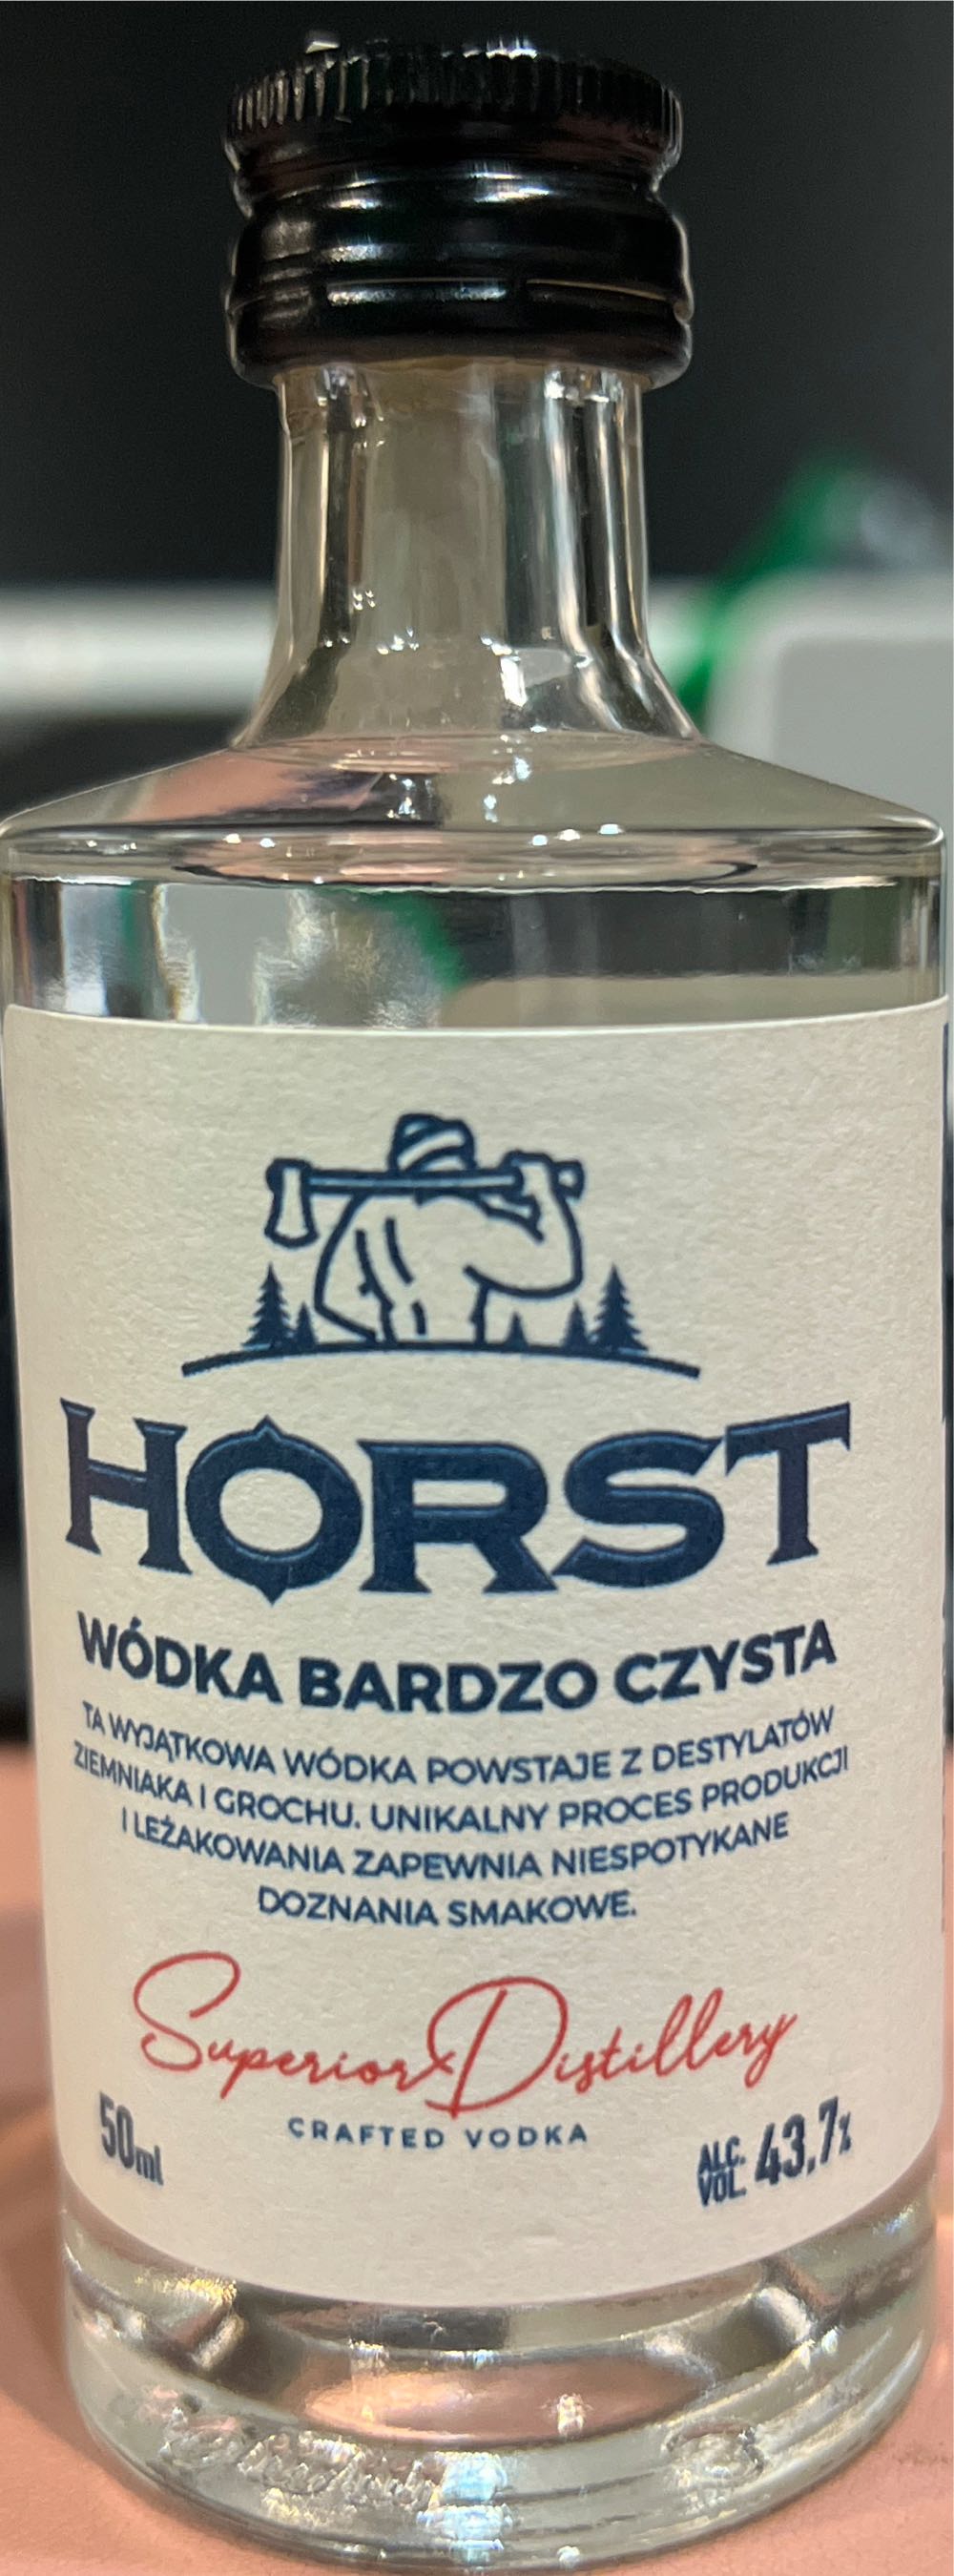 HORST
WÓDKA BARDZO CZYSTA
TA WYJĄTKOWA WÓDKA POWSTAJE Z DESTYLATÓW
ZIEMNIAKA I GROCHU. UNIKALNY PROCES PRODUKCJI
I LEŻAKOWANIA ZAPEWNIA NIESPOTYKANE
DOZNANIA SMAKOWE.
Superior Distillery
CRAFTED VODKA
50ml
ALC. VOL. 43,7%